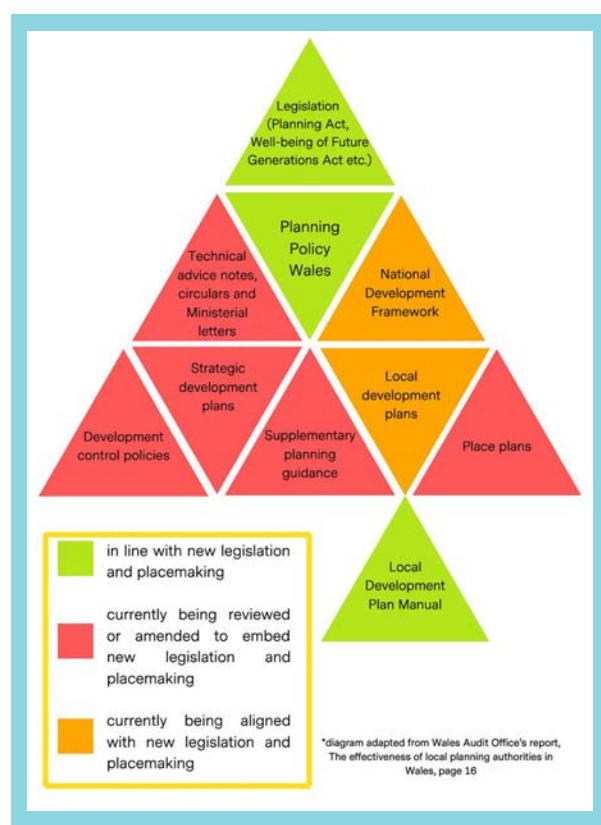 Legislation
(Planning Act,
Well-being of Future
Generations Act etc.)
Planning
Policy
Wales
Technical
advice notes,
circulars and
Ministerial
letters
National
Development
Framework
Strategic
development
plans
Local
development
plans
Development
control policies
Supplementary
planning
guidance
Place plans
Local
Development
Plan Manual
in line with new legislation
and placemaking
currently being reviewed
or amended to embed
new legislation and
placemaking
currently being aligned
with new legislation and
placemaking
*diagram adapted from Wales Audit Office's report,
The effectiveness of local planning authorities in
Wales, page 16